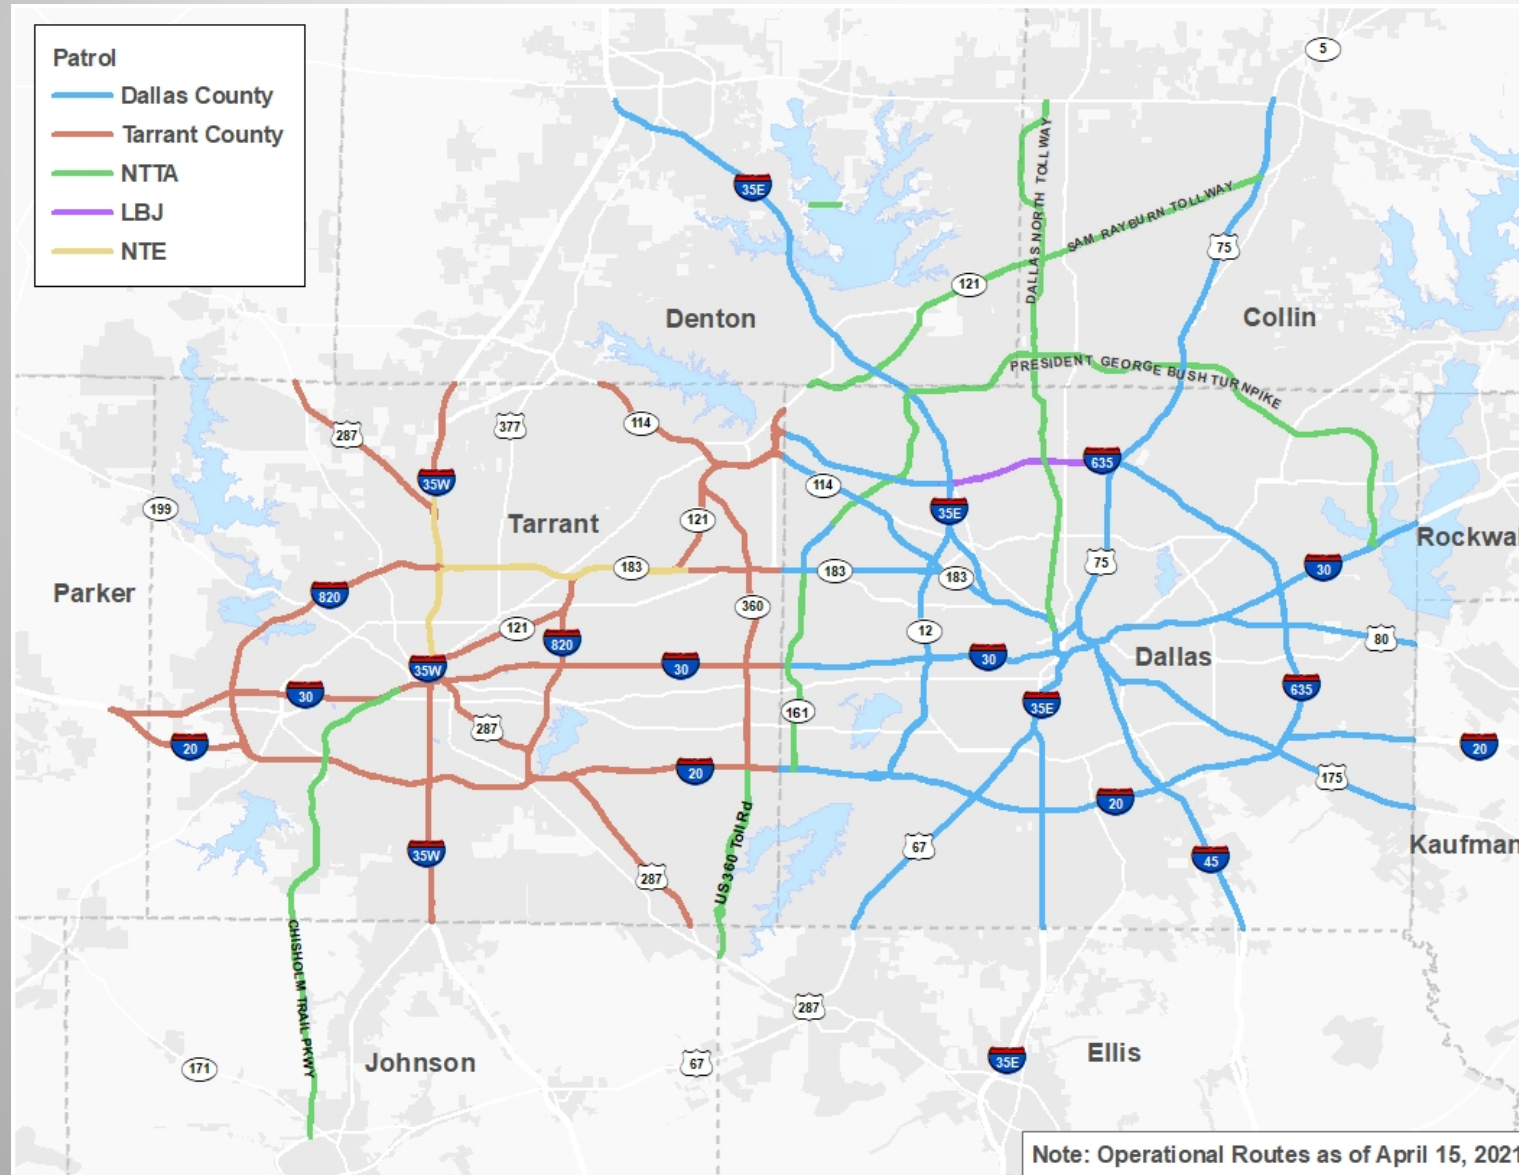 Patrol
Dallas County
Tarrant County
NTTA
LBJ
NTE
5
35E
DALLAS NORTH TOLLWAY
SAM RAYBURN TOLLWAY
75
121
Denton
Collin
PRESIDENT GEORGE BUSH TURNPIKE
287
377
114
35W
635
114
199
121
35E
Tarrant
Rockwa
183
183
183
75
30
Parker
820
360
121
820
12
80
35W
30
30
Dallas
30
635
287
161
35E
20
20
20
175
20
US360 Toll Rd
35W
67
45
Kaufman
287
CHISHOLM TRAIL PKWY
287
Johnson
67
35E
Ellis
171
Note: Operational Routes as of April 15, 2021